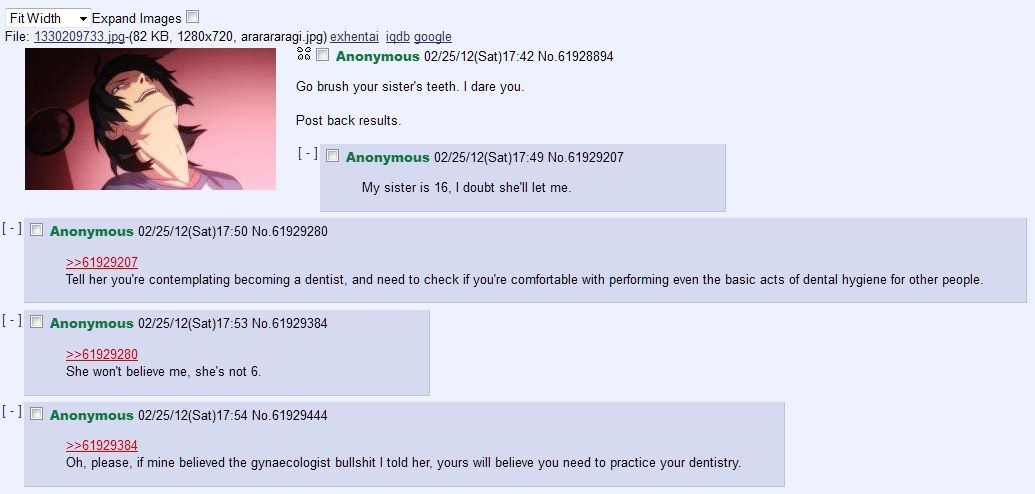 Fit Width Expand Images
File: 1330209733.jpg-(82 KB, 1280x720, ararararagi.jpg) exhentai iqdb google
Anonymous 02/25/12(Sat)17:42 No.61928894
Go brush your sister's teeth. I dare you.
Post back results.
[ - ] Anonymous 02/25/12(Sat)17:49 No.61929207
My sister is 16, I doubt she'll let me.
[ - ] Anonymous 02/25/12(Sat)17:50 No.61929280
>>61929207
Tell her you're contemplating becoming a dentist, and need to check if you're comfortable with performing even the basic acts of dental hygiene for other people.
[ - ] Anonymous 02/25/12(Sat)17:53 No.61929384
>>61929280
She won't believe me, she's not 6.
[ - ] Anonymous 02/25/12(Sat)17:54 No.61929444
>>61929384
Oh, please, if mine believed the gynaecologist bullshit I told her, yours will believe you need to practice your dentistry.